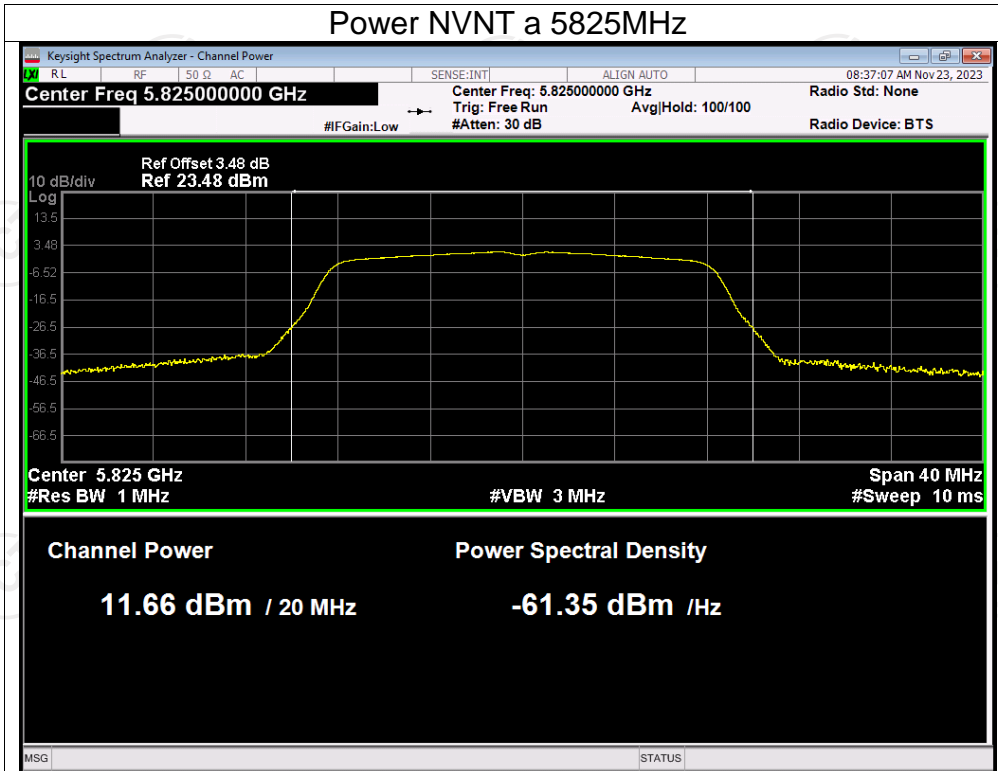 Power NVNT a 5825MHz
Keysight Spectrum Analyzer - Channel Power
LXI RL RF 50 Ω AC SENSE:INT ALIGN AUTO 08:37:07 AM Nov 23, 2023
Center Freq 5.825000000 GHz Center Freq: 5.825000000 GHz Radio Std: None
Trig: Free Run Avg|Hold: 100/100
#IFGain:Low #Atten: 30 dB Radio Device: BTS
Ref Offset 3.48 dB
10 dB/div Ref 23.48 dBm
Log
13.5
3.48
-6.52
-16.5
-26.5
-36.5
-46.5
-56.5
-66.5
Center 5.825 GHz Span 40 MHz
#Res BW 1 MHz #VBW 3 MHz #Sweep 10 ms
Channel Power Power Spectral Density
11.66 dBm / 20 MHz -61.35 dBm /Hz
MSG STATUS